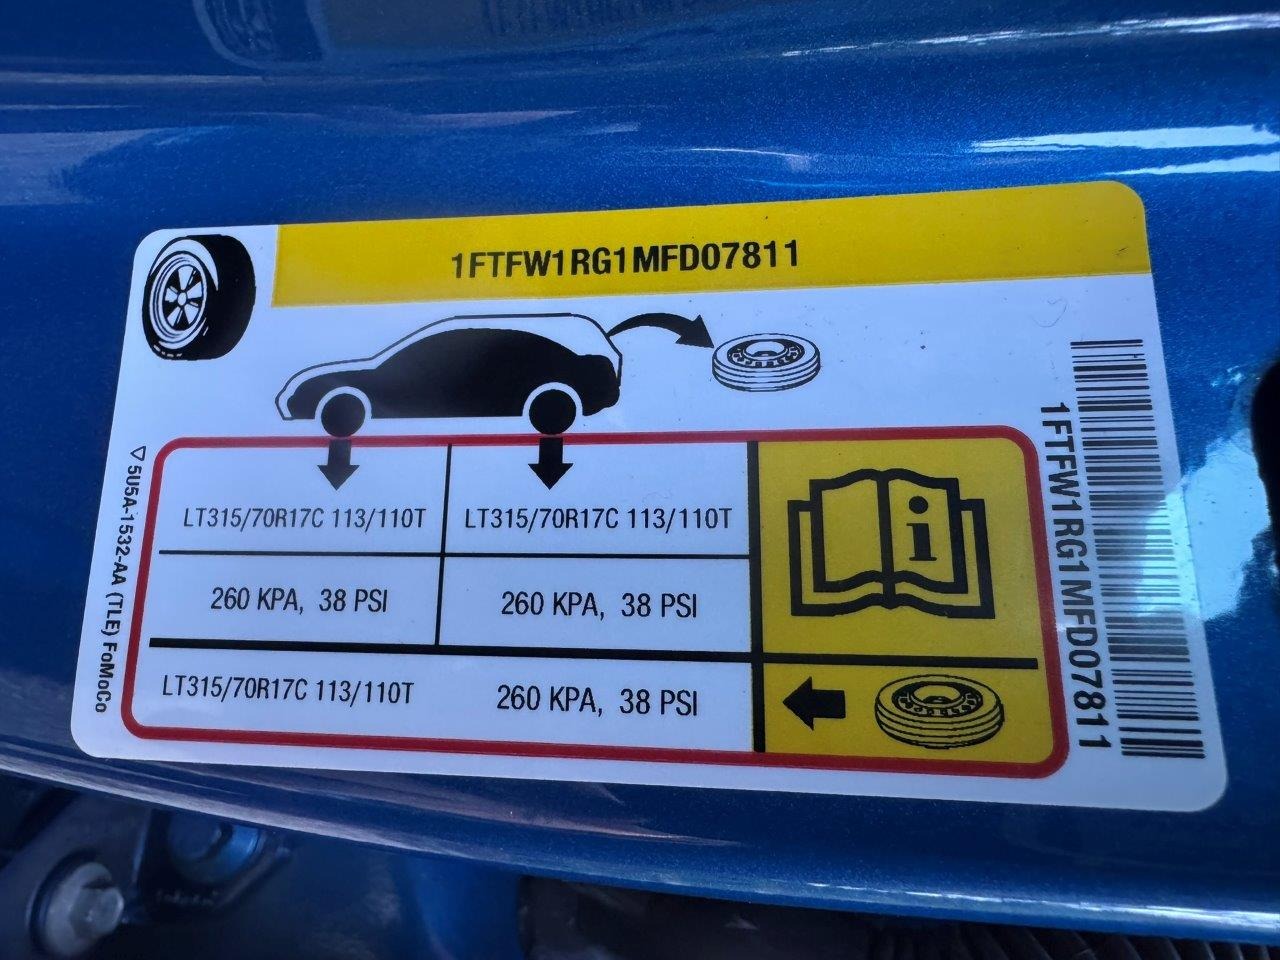 1FTFW1RG1MFD07811
LT315/70R17C 113/110T
LT315/70R17C 113/110T
260 KPA, 38 PSI
260 KPA, 38 PSI
LT315/70R17C 113/110T
260 KPA, 38 PSI
i
5U5A-1532-AA (TLE) FoMoCo
1FTFW1RG1MFD07811